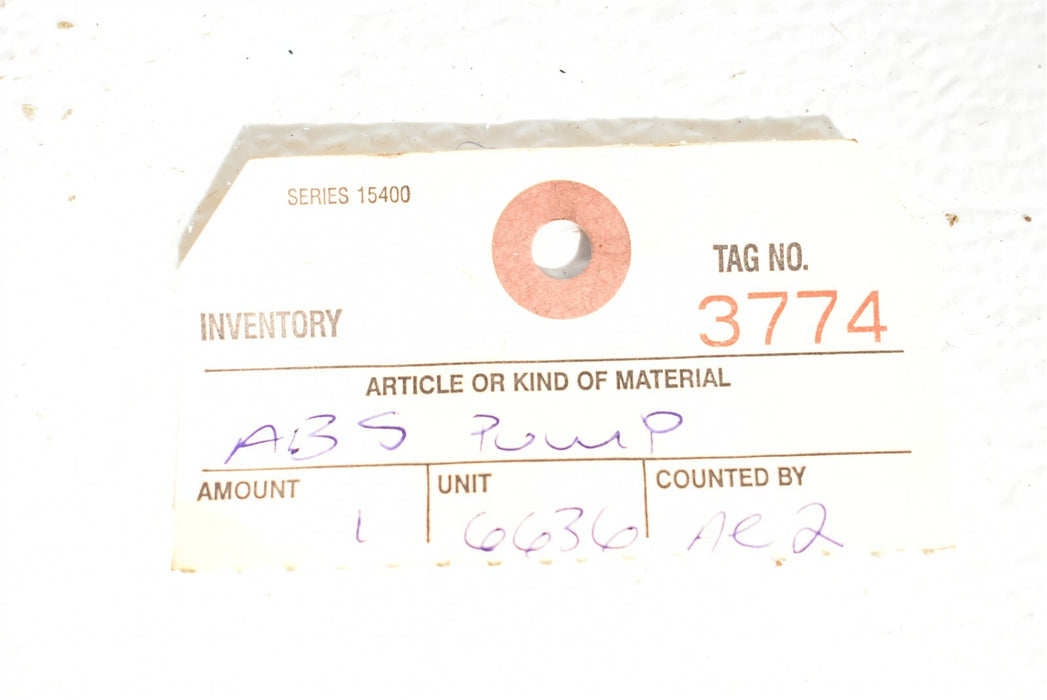 SERIES 15400
TAG NO.
INVENTORY
3774
ARTICLE OR KIND OF MATERIAL
ABS PumP
AMOUNT UNIT COUNTED BY
1 6636